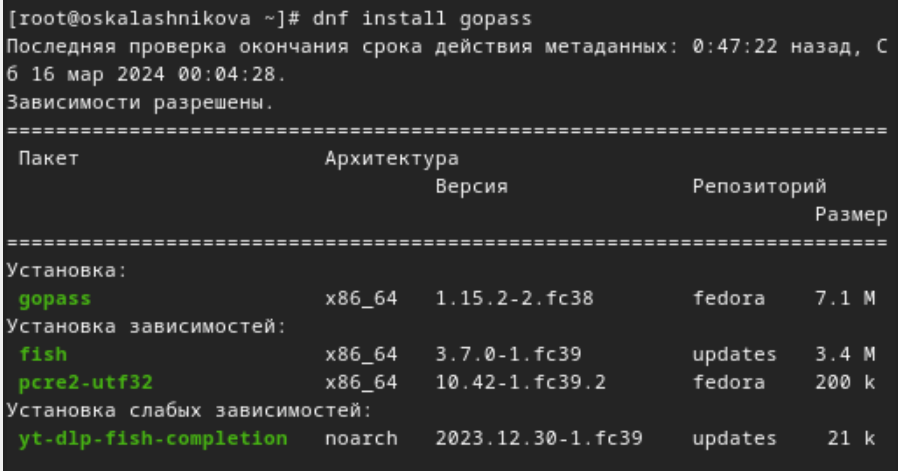 [root@oskalashnikova ~]# dnf install gopass
Последняя проверка окончания срока действия метаданных: 0:47:22 назад, С
б 16 мар 2024 00:04:28.
Зависимости разрешены.
================================================================================
Пакет Архитектура
Версия Репозиторий
Размер
================================================================================
Установка:
gopass x86_64 1.15.2-2.fc38 fedora 7.1 M
Установка зависимостей:
fish x86_64 3.7.0-1.fc39 updates 3.4 M
pcre2-utf32 x86_64 10.42-1.fc39.2 fedora 200 k
Установка слабых зависимостей:
yt-dlp-fish-completion noarch 2023.12.30-1.fc39 updates 21 k